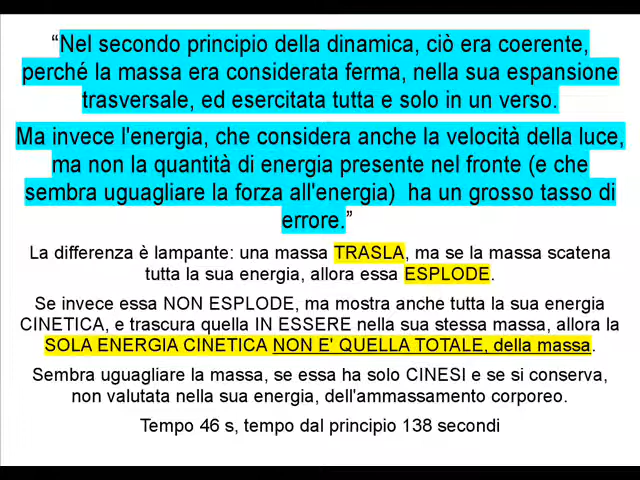 “Nel secondo principio della dinamica, ciò era coerente,
perché la massa era considerata ferma, nella sua espansione
trasversale, ed esercitata tutta e solo in un verso.
Ma invece l'energia, che considera anche la velocità della luce,
ma non la quantità di energia presente nel fronte (e che
sembra uguagliare la forza all'energia) ha un grosso tasso di
errore.”
La differenza è lampante: una massa TRASLA, ma se la massa scatena
tutta la sua energia, allora essa ESPLODE.
Se invece essa NON ESPLODE, ma mostra anche tutta la sua energia
CINETICA, e trascura quella IN ESSERE nella sua stessa massa, allora la
SOLA ENERGIA CINETICA NON E' QUELLA TOTALE, della massa.
Sembra uguagliare la massa, se essa ha solo CINESI e se si conserva,
non valutata nella sua energia, dell'ammassamento corporeo.
Tempo 46 s, tempo dal principio 138 secondi